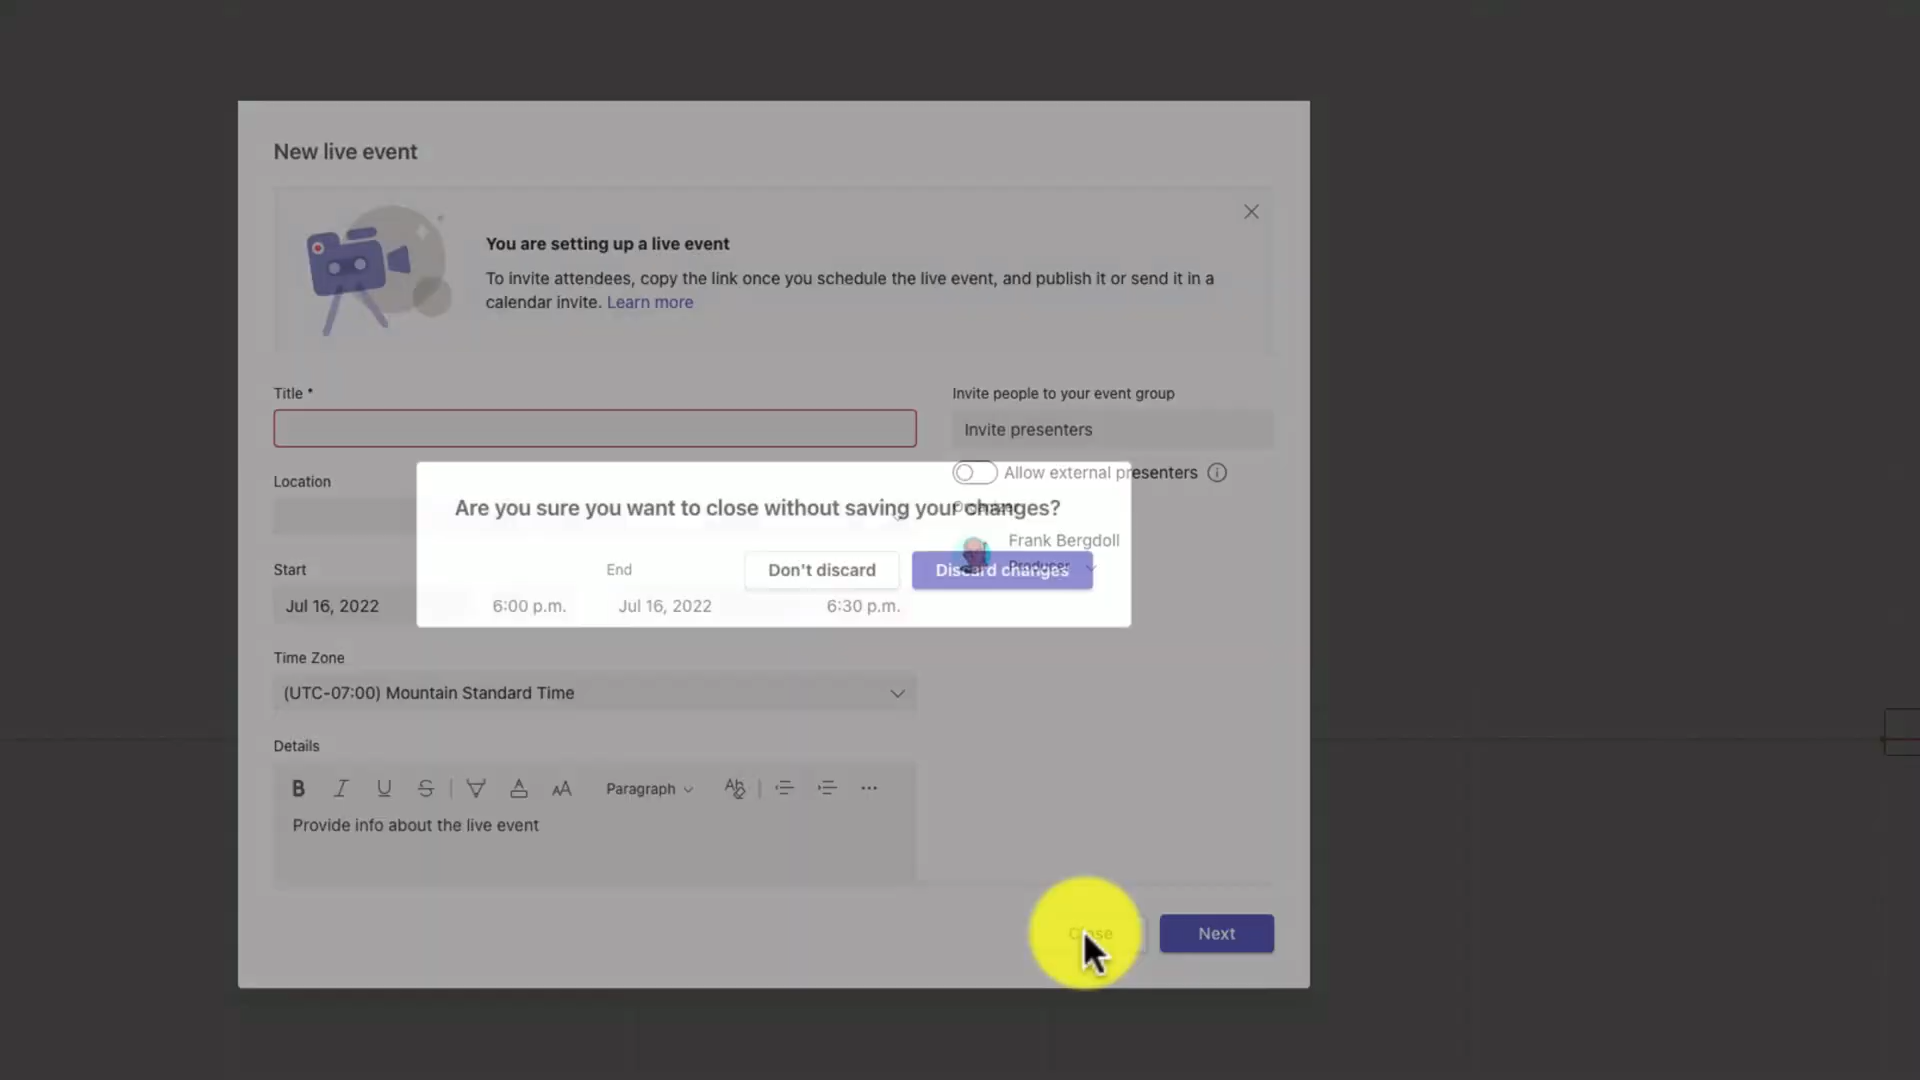 New live event
You are setting up a live event
To invite attendees, copy the link once you schedule the live event, and publish it or send it in a
calendar invite. Learn more
Title *
Invite people to your event group
Invite presenters
Allow external presenters
Location
Are you sure you want to close without saving your changes?
Organizer
Frank Bergdoll
Producer
Don't discard
Discard changes
Start
End
Jul 16, 2022
6:00 p.m.
Jul 16, 2022
6:30 p.m.
Time Zone
(UTC-07:00) Mountain Standard Time
Details
Paragraph
Provide info about the live event
Close
Next